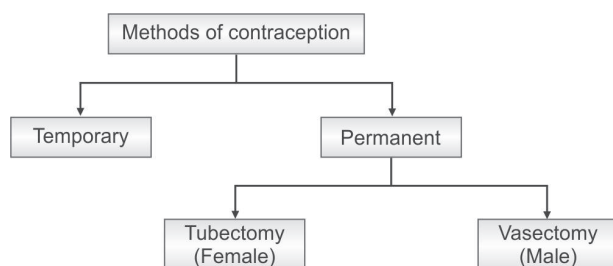 Methods of contraception
Temporary
Permanent
Tubectomy
(Female)
Vasectomy
(Male)